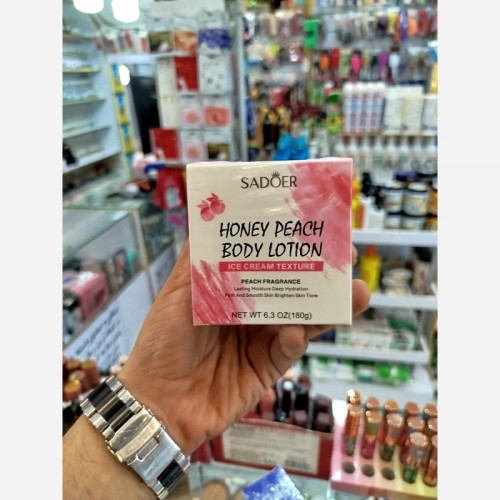 SADOER
HONEY PEACH
BODY LOTION
ICE CREAM TEXTURE
PEACH FRAGRANCE
Lasting Moisture Deep Hydration
Firm And Smooth Skin Brighten Skin Tone
NET WT 6.3 OZ(180g)